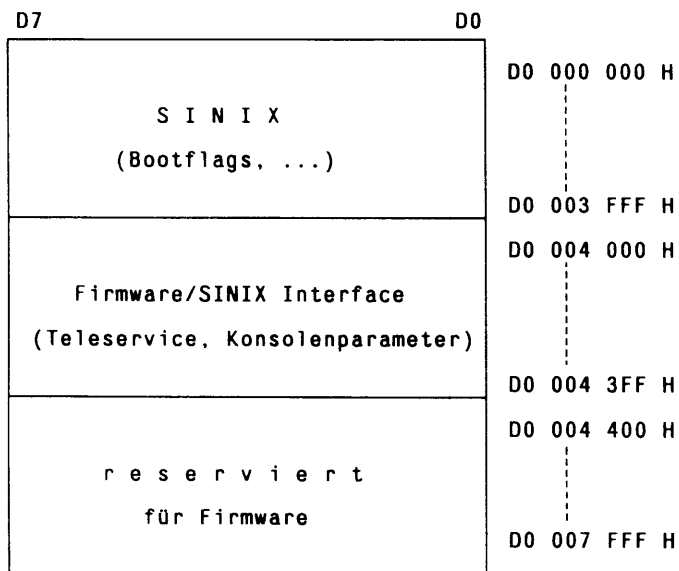 D7 D0
D0 000 000 H
S I N I X
(Bootflags, ...)
D0 003 FFF H
D0 004 000 H
Firmware/SINIX Interface
(Teleservice, Konsolenparameter)
D0 004 3FF H
D0 004 400 H
r e s e r v i e r t
für Firmware
D0 007 FFF H